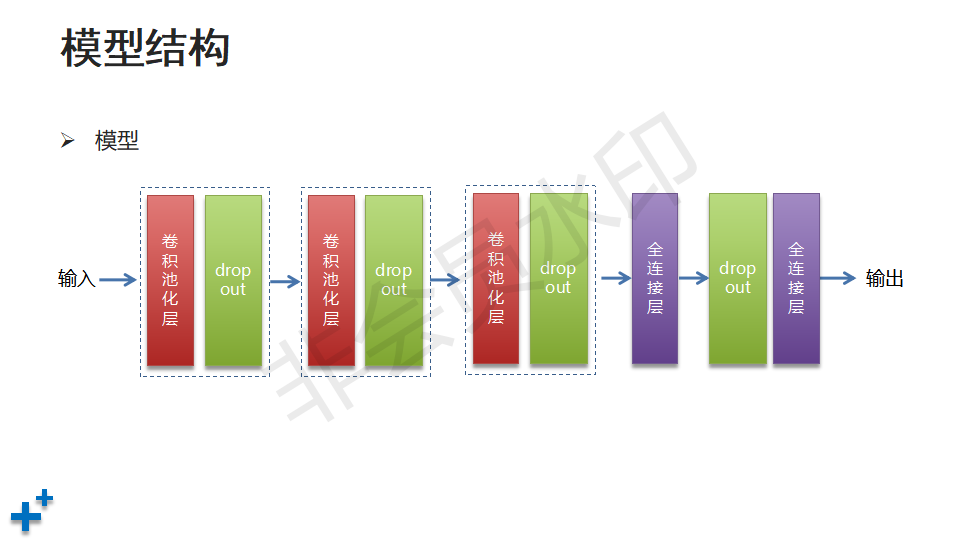 模型结构
模型
输入
卷积池化层
drop
out
卷积池化层
drop
out
卷积池化层
drop
out
全连接层
drop
out
全连接层
输出
非会员水印